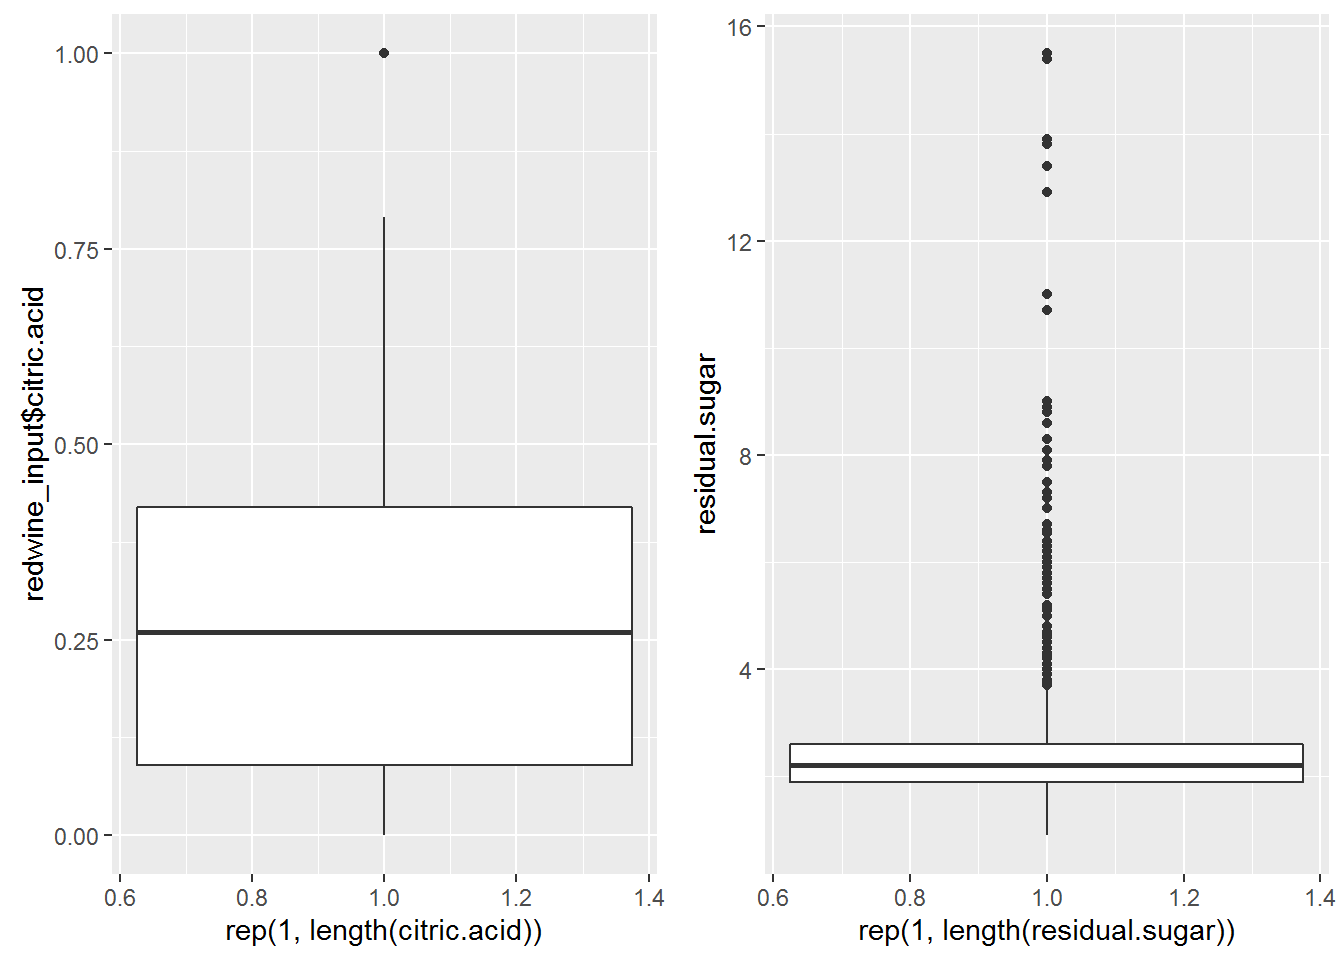 redwine_input$citric.acid
1.00
0.75
0.50
0.25
0.00
0.6 0.8 1.0 1.2 1.4
rep(1, length(citric.acid))
residual.sugar
16
12
8
4
0.6 0.8 1.0 1.2 1.4
rep(1, length(residual.sugar))